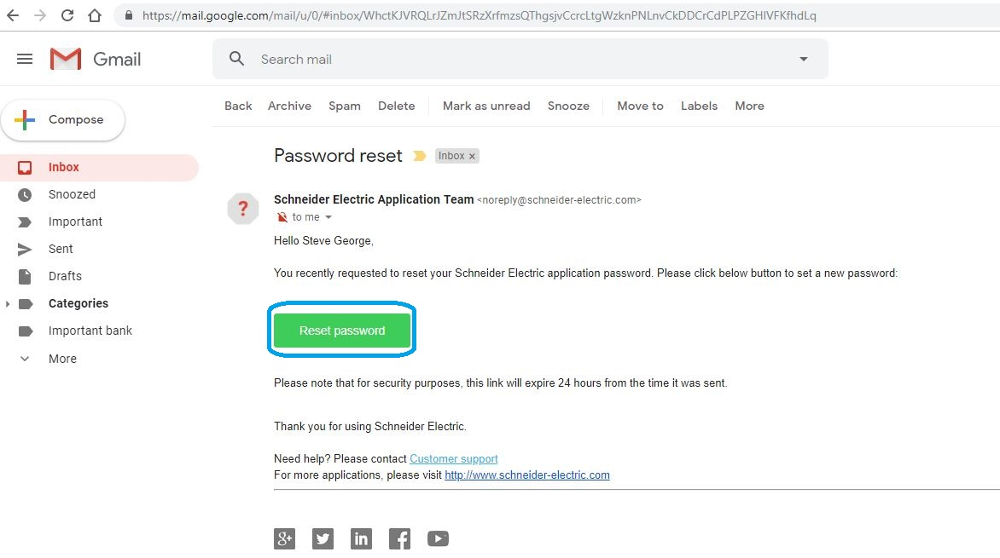 https://mail.google.com/mail/u/0/#inbox/WhctKJVRQLrJZmJtSRzXrfmzsQThgsjvCcrcLtgWzknPNLnvCkDDCrCdPLPZGHlVFKfhdLq
Gmail
Search mail
Compose
Inbox
Snoozed
Important
Sent
Drafts
Categories
Important bank
More
Back Archive Spam Delete Mark as unread Snooze Move to Labels More
Password reset Inbox x
? Schneider Electric Application Team <noreply@schneider-electric.com>
to me
Hello Steve George,
You recently requested to reset your Schneider Electric application password. Please click below button to set a new password:
Reset password
Please note that for security purposes, this link will expire 24 hours from the time it was sent.
Thank you for using Schneider Electric.
Need help? Please contact Customer support
For more applications, please visit http://www.schneider-electric.com
g+ in f